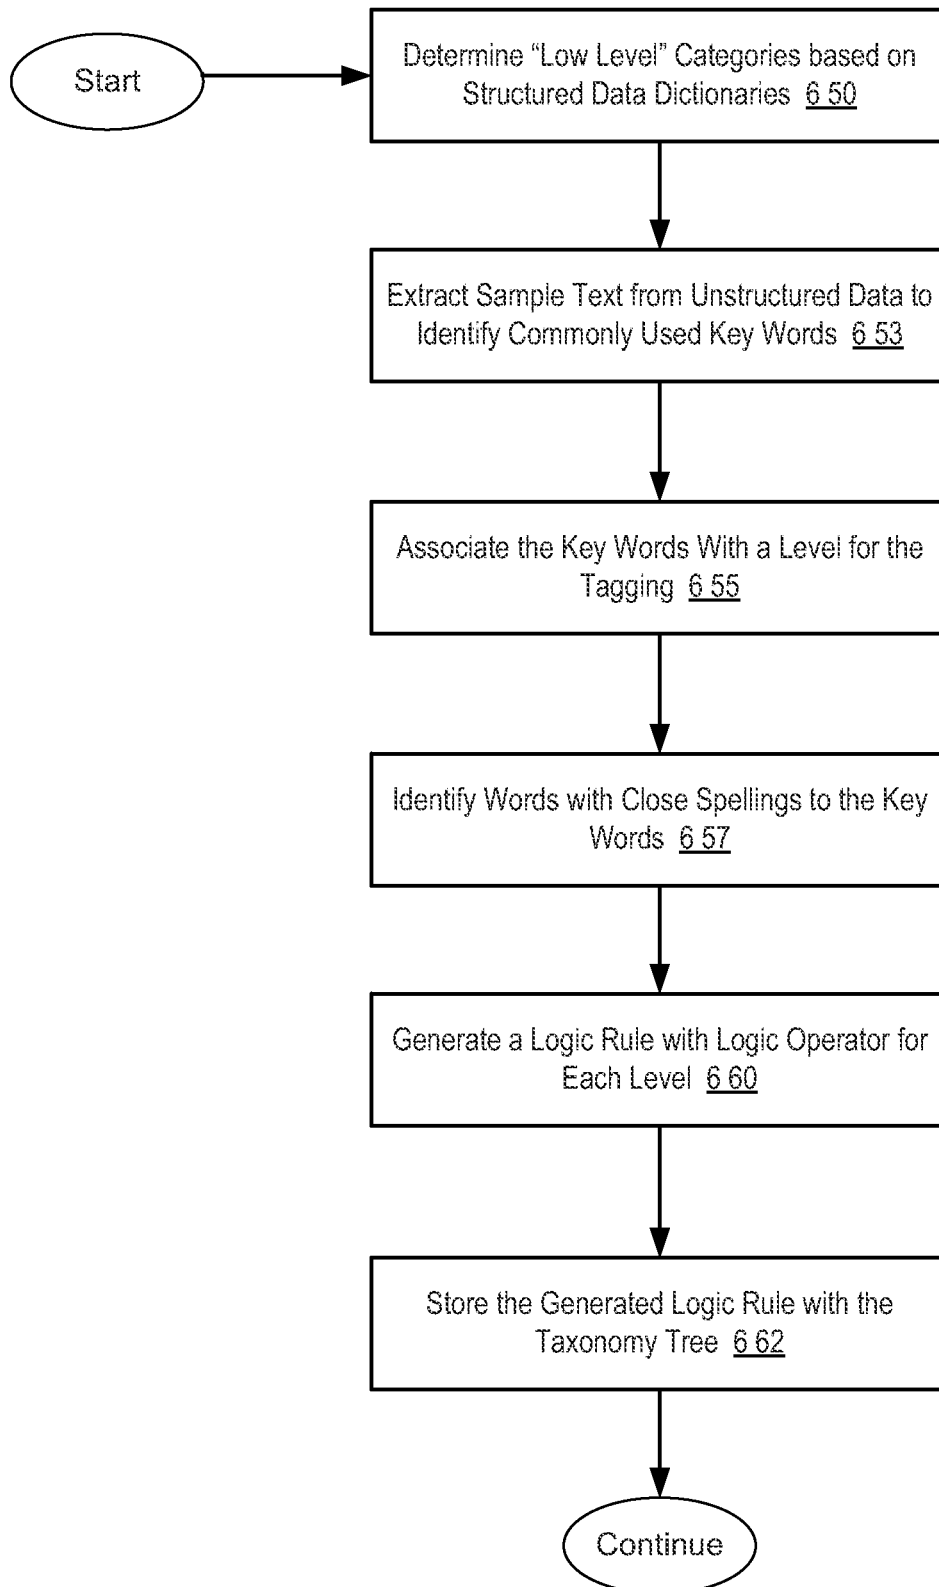 Start
Determine “Low Level” Categories based on
Structured Data Dictionaries 6 50
Extract Sample Text from Unstructured Data to
Identify Commonly Used Key Words 6 53
Associate the Key Words With a Level for the
Tagging 6 55
Identify Words with Close Spellings to the Key
Words 6 57
Generate a Logic Rule with Logic Operator for
Each Level 6 60
Store the Generated Logic Rule with the
Taxonomy Tree 6 62
Continue